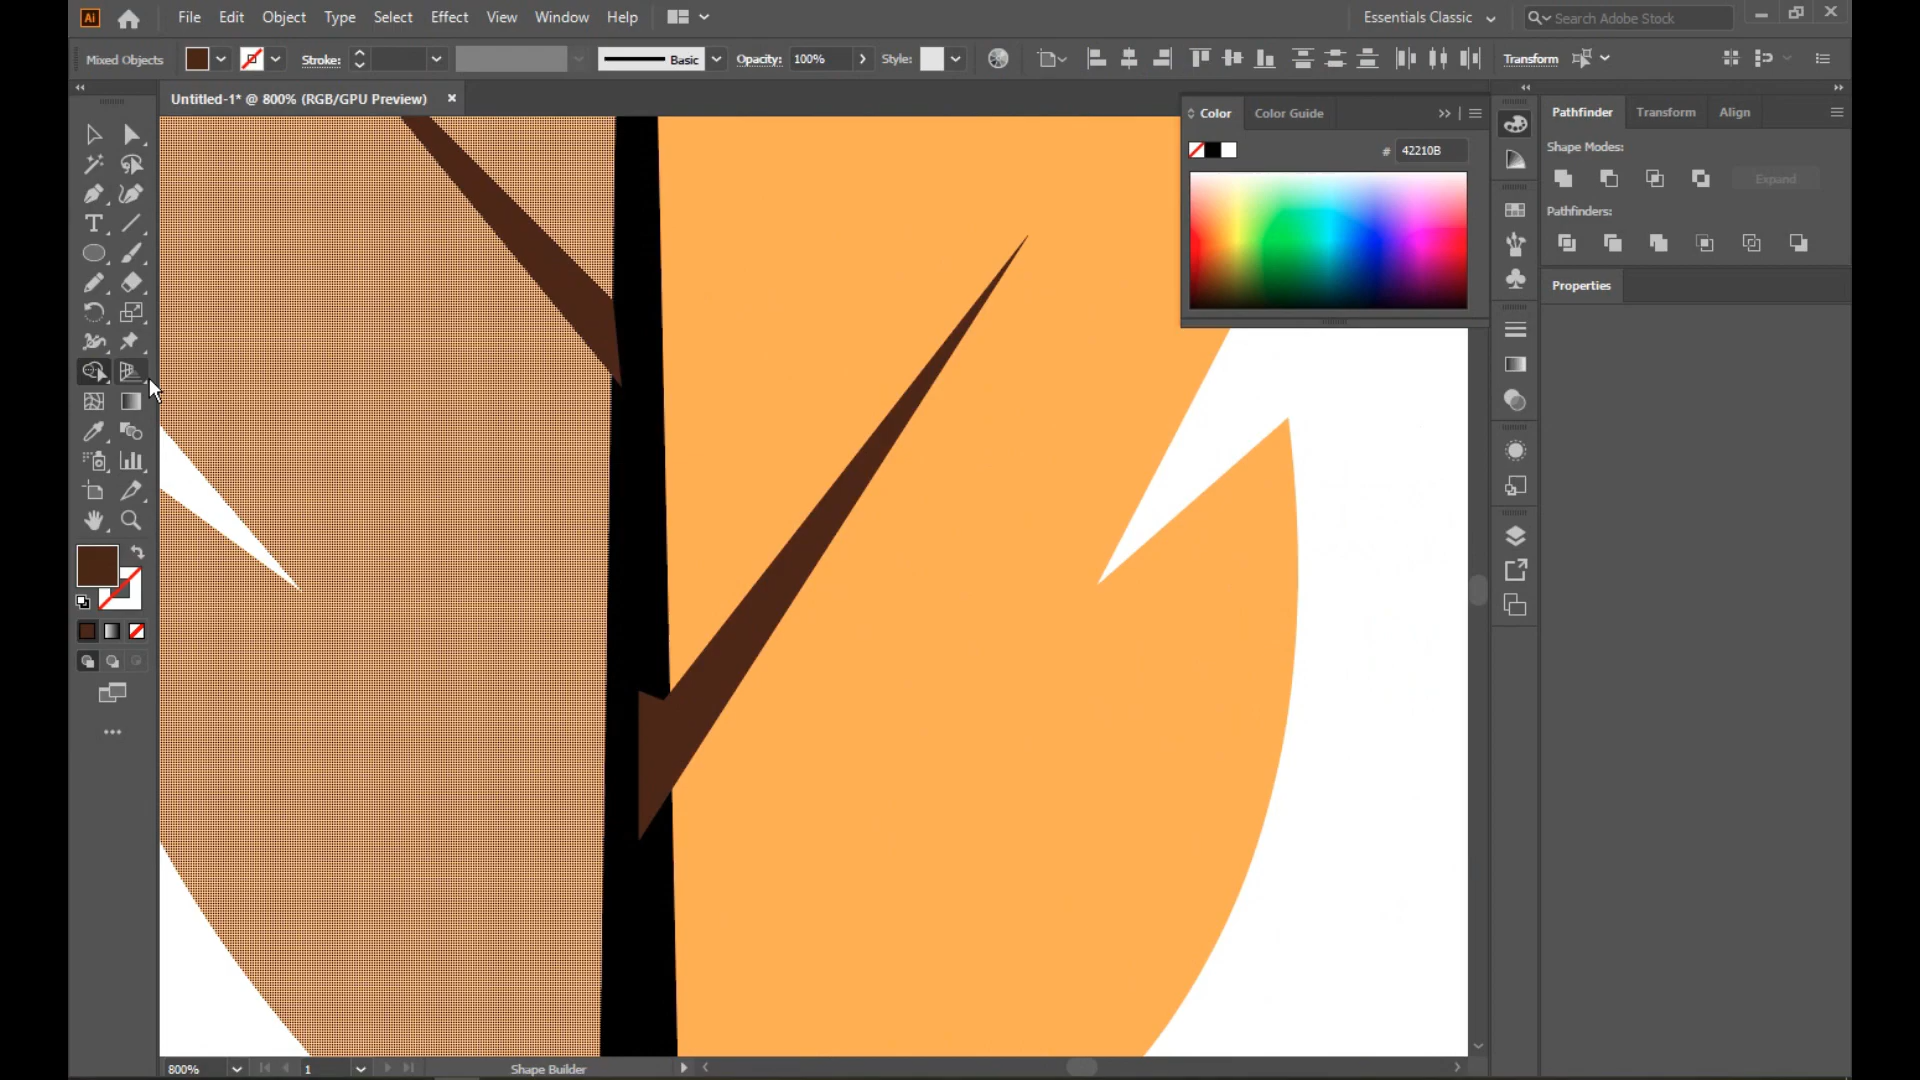 Ai File Edit Object Type Select Effect View Window Help Essentials Classic Search Adobe Stock
Mixed Objects Stroke: Basic Opacity: 100% Style: Transform
Untitled-1* @ 800% (RGB/GPU Preview)
Color Color Guide
# 42210B
Pathfinder Transform Align
Shape Modes:
Expand
Pathfinders:
Properties
800% 1 Shape Builder